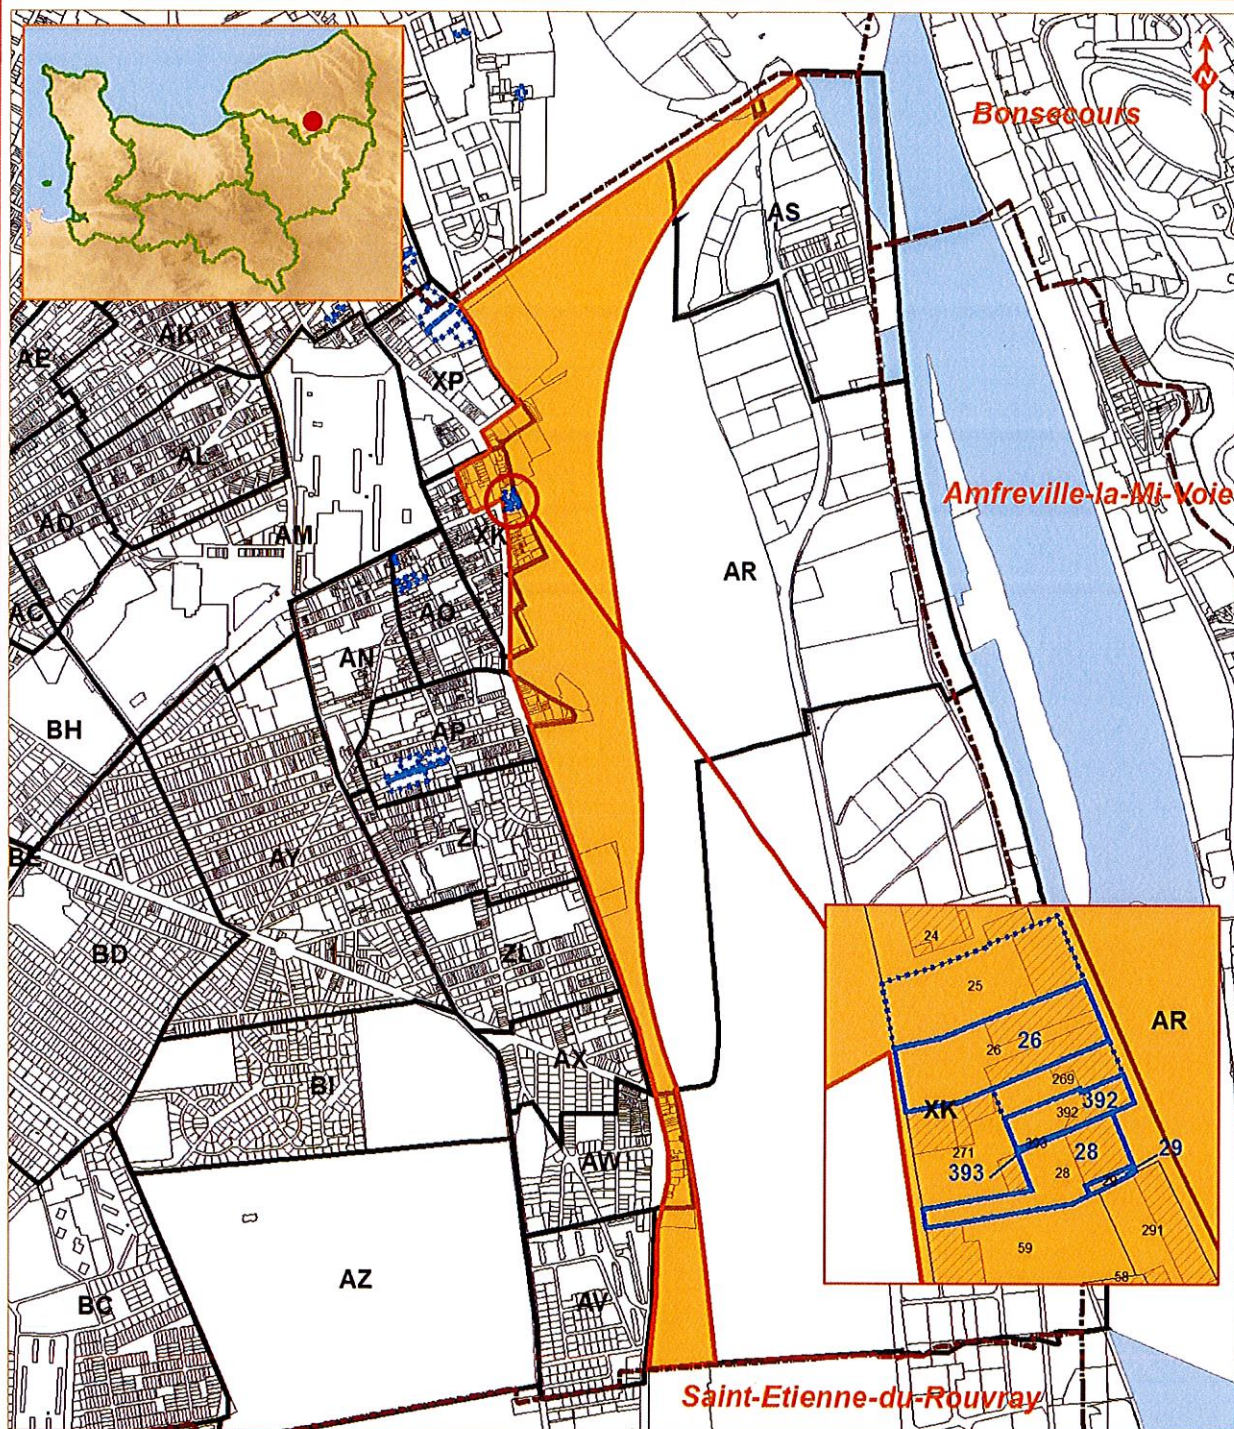 N
Bonsecours
AS
AK
AE
XP
AL
Amfreville-la-Mi-Voie
AD
AM
XK
AR
AC
AO
AN
BH
AP
ZI
AY
BE
BD
ZL
24
25
AR
26
26
AX
269
BI
392
XK
392
393
271
28
29
393
28
29
AW
291
59
AZ
58
BC
AV
Saint-Etienne-du-Rouvray